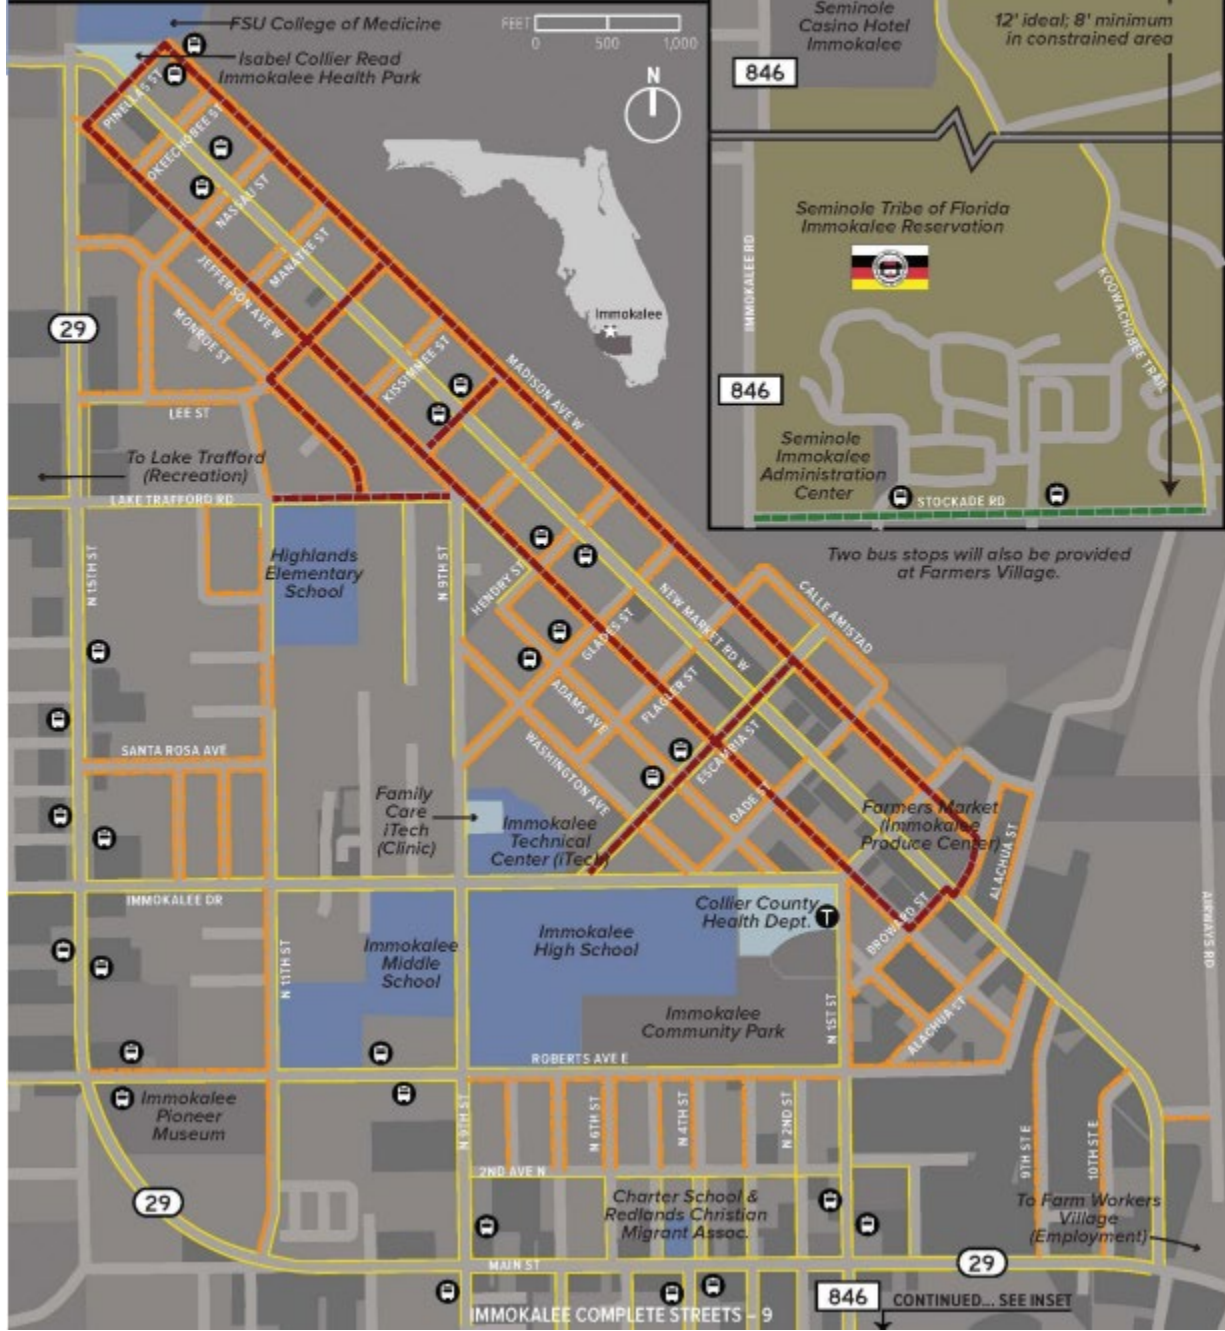 FSU College of Medicine
Isabel Collier Read
Immokalee Health Park
FEET
0
500
1,000
N
Seminole
Casino Hotel
Immokalee
846
12' ideal; 8' minimum
in constrained area
PINELLAS ST
OKEECHOBEE ST
NASSAU ST
MANATEE ST
JEFFERSON AVE W
MONROE ST
29
KISSIMMEE ST
MADISON AVE W
Immokalee
Seminole Tribe of Florida
Immokalee Reservation
IMMOKALEE RD
KOOWACHOBEE TRAIL
846
Seminole
Immokalee
Administration
Center
STOCKADE RD
LEE ST
To Lake Trafford
(Recreation)
LAKE TRAFFORD RD
Two bus stops will also be provided
at Farmers Village.
N 15TH ST
Highlands
Elementary
School
N 9TH ST
HENDRY ST
GLADES ST
NEW MARKET RD W
CALLE AMISTAD
ADAMS AVE
FLAGLER ST
WASHINGTON AVE
ESCAMBIA ST
DADE ST
SANTA ROSA AVE
Family
Care
iTech
(Clinic)
Immokalee
Technical
Center (iTech)
Farmers Market
(Immokalee
Produce Center)
ALACHUA ST
IMMOKALEE DR
Collier County
Health Dept.
T
BROWARD ST
AIRWAYS RD
N 11TH ST
Immokalee
Middle
School
Immokalee
High School
Immokalee
Community Park
N 1ST ST
ALACHUA ST
ROBERTS AVE E
Immokalee
Pioneer
Museum
N 9TH ST
N 6TH ST
N 4TH ST
N 2ND ST
9TH ST E
10TH ST E
2ND AVE N
29
Charter School &
Redlands Christian
Migrant Assoc.
To Farm Workers
Village
(Employment)
MAIN ST
29
846
CONTINUED... SEE INSET
IMMOKALEE COMPLETE STREETS – 9